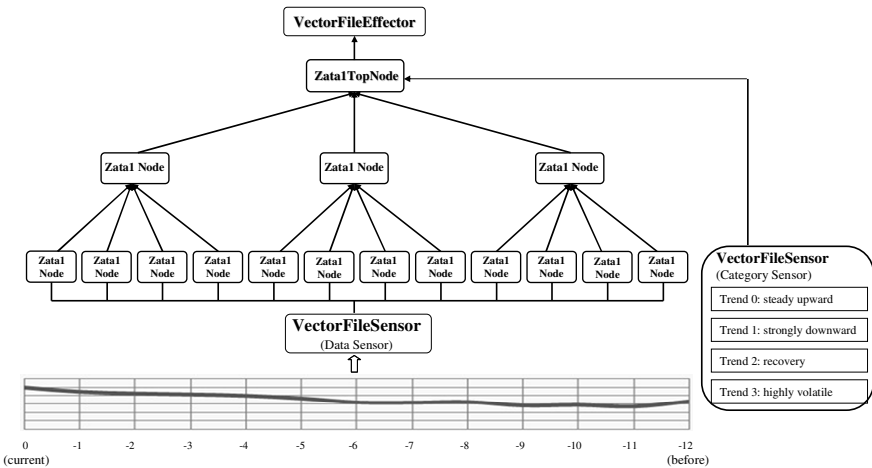 VectorFileEffector
Zata1TopNode
Zata1 Node
Zata1 Node
Zata1 Node
Zata1
Node
Zata1
Node
Zata1
Node
Zata1
Node
Zata1
Node
Zata1
Node
Zata1
Node
Zata1
Node
Zata1
Node
Zata1
Node
Zata1
Node
Zata1
Node
VectorFileSensor
(Data Sensor)
VectorFileSensor
(Category Sensor)
Trend 0: steady upward
Trend 1: strongly downward
Trend 2: recovery
Trend 3: highly volatile
0 -1 -2 -3 -4 -5 -6 -7 -8 -9 -10 -11 -12
(current) (before)